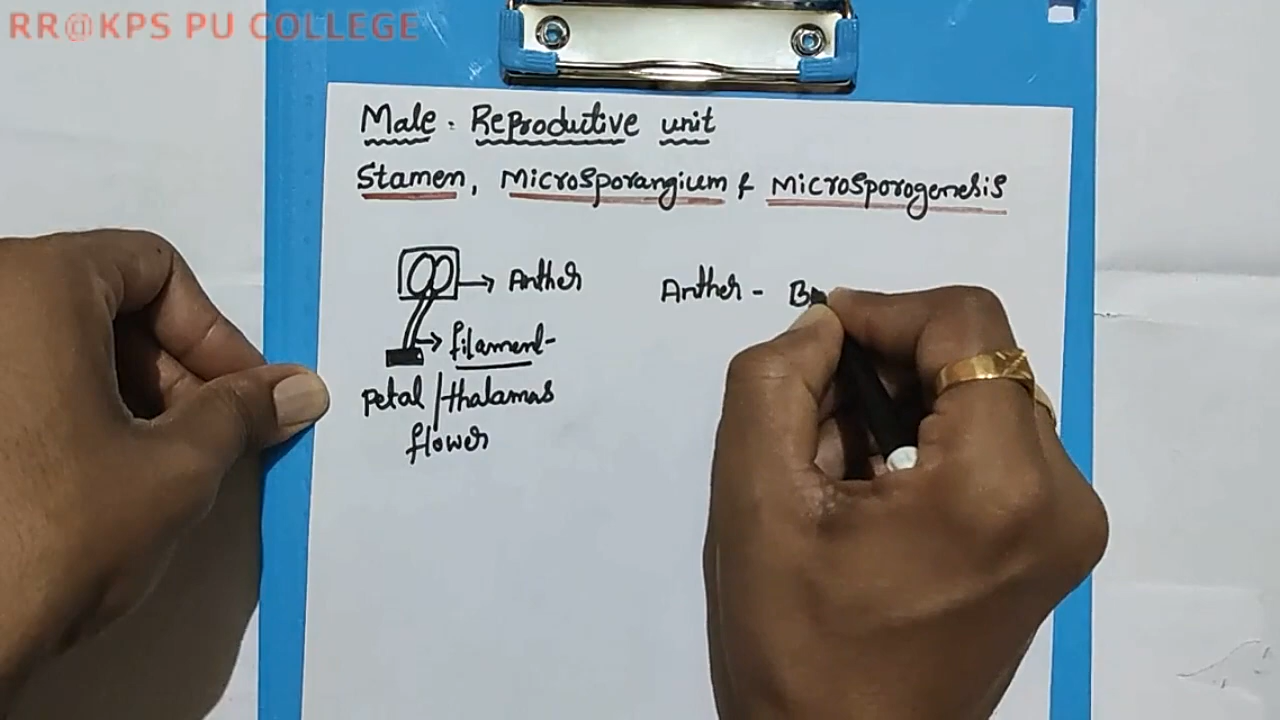 RR@KPS PU COLLEGE
Male. Reproductive unit
Stamen, Microsporangium & Microsporogenesis
→ Anther
→ filament-
Petal / thalamas
flower
Anther -